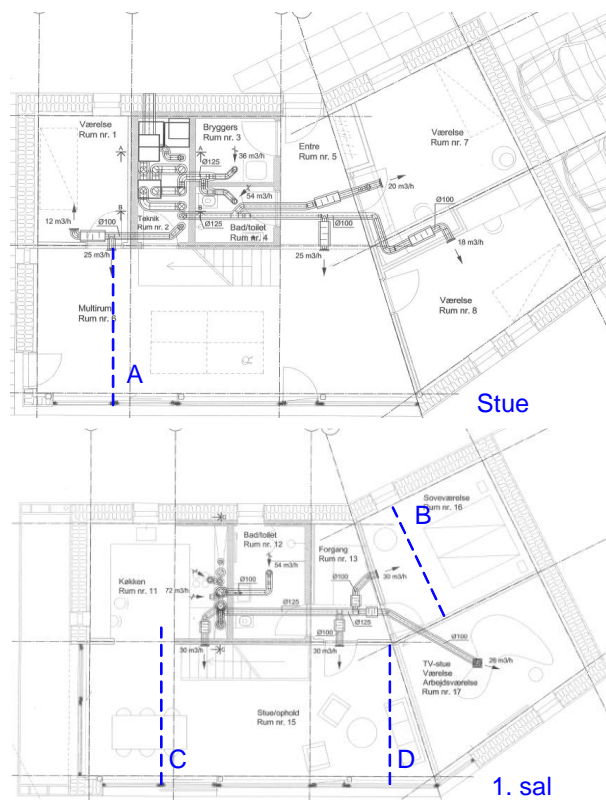 Værelse
Rum nr. 1
Bryggers
Rum nr. 3
Entre
Rum nr. 5
Værelse
Rum nr. 7
A
A
Ø125
36 m3/h
54 m3/h
20 m3/h
Ø100
12 m3/h
Ø100
B
B
Teknik
Rum nr. 2
Ø125
Bad/toilet
Rum nr. 4
18 m3/h
25 m3/h
25 m3/h
Værelse
Rum nr. 8
Multirum
Rum nr. 6
A
Stue
Soveværelse
Rum nr. 16
B
Bad/toilet
Rum nr. 12
Forgang
Rum nr. 13
Køkken
Rum nr. 11
54 m3/h
72 m3/h
Ø100
Ø100
30 m3/h
Ø125
Ø125
Ø100
Ø100
30 m3/h
30 m3/h
26 m3/h
TV-stue
Værelse
Arbejdsværelse
Rum nr. 17
Stue/ophold
Rum nr. 15
C
D
1. sal